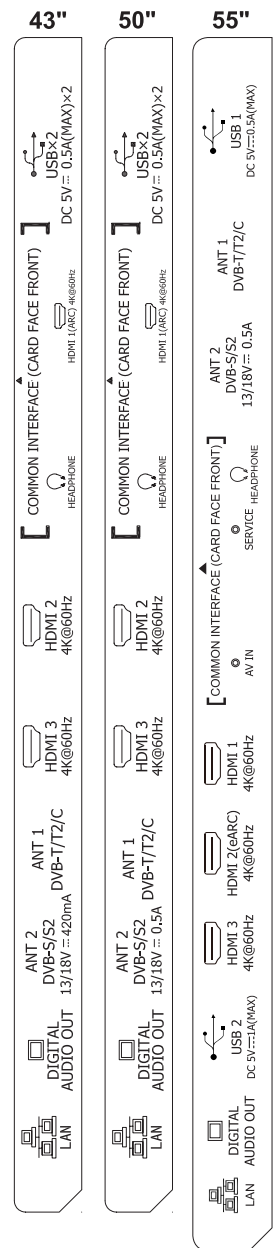 43"
USB×2
DC 5V⎓ 0.5A(MAX)×2
COMMON INTERFACE (CARD FACE FRONT)
HDMI 1(ARC) 4K@60Hz
HEADPHONE
HDMI 2
4K@60Hz
HDMI 3
4K@60Hz
ANT 1
DVB-T/T2/C
ANT 2
DVB-S/S2
13/18V⎓ 420mA
DIGITAL
AUDIO OUT
LAN
50"
USB×2
DC 5V⎓ 0.5A(MAX)×2
COMMON INTERFACE (CARD FACE FRONT)
HDMI 1(ARC) 4K@60Hz
HEADPHONE
HDMI 2
4K@60Hz
HDMI 3
4K@60Hz
ANT 1
DVB-T/T2/C
ANT 2
DVB-S/S2
13/18V⎓ 0.5A
DIGITAL
AUDIO OUT
LAN
55"
USB 1
DC 5V⎓0.5A(MAX)
ANT 1
DVB-T/T2/C
ANT 2
DVB-S/S2
13/18V⎓ 0.5A
COMMON INTERFACE (CARD FACE FRONT)
HEADPHONE
SERVICE
AV IN
HDMI 1
4K@60Hz
HDMI 2(eARC)
4K@60Hz
HDMI 3
4K@60Hz
USB 2
DC 5V⎓1A(MAX)
DIGITAL
AUDIO OUT
LAN